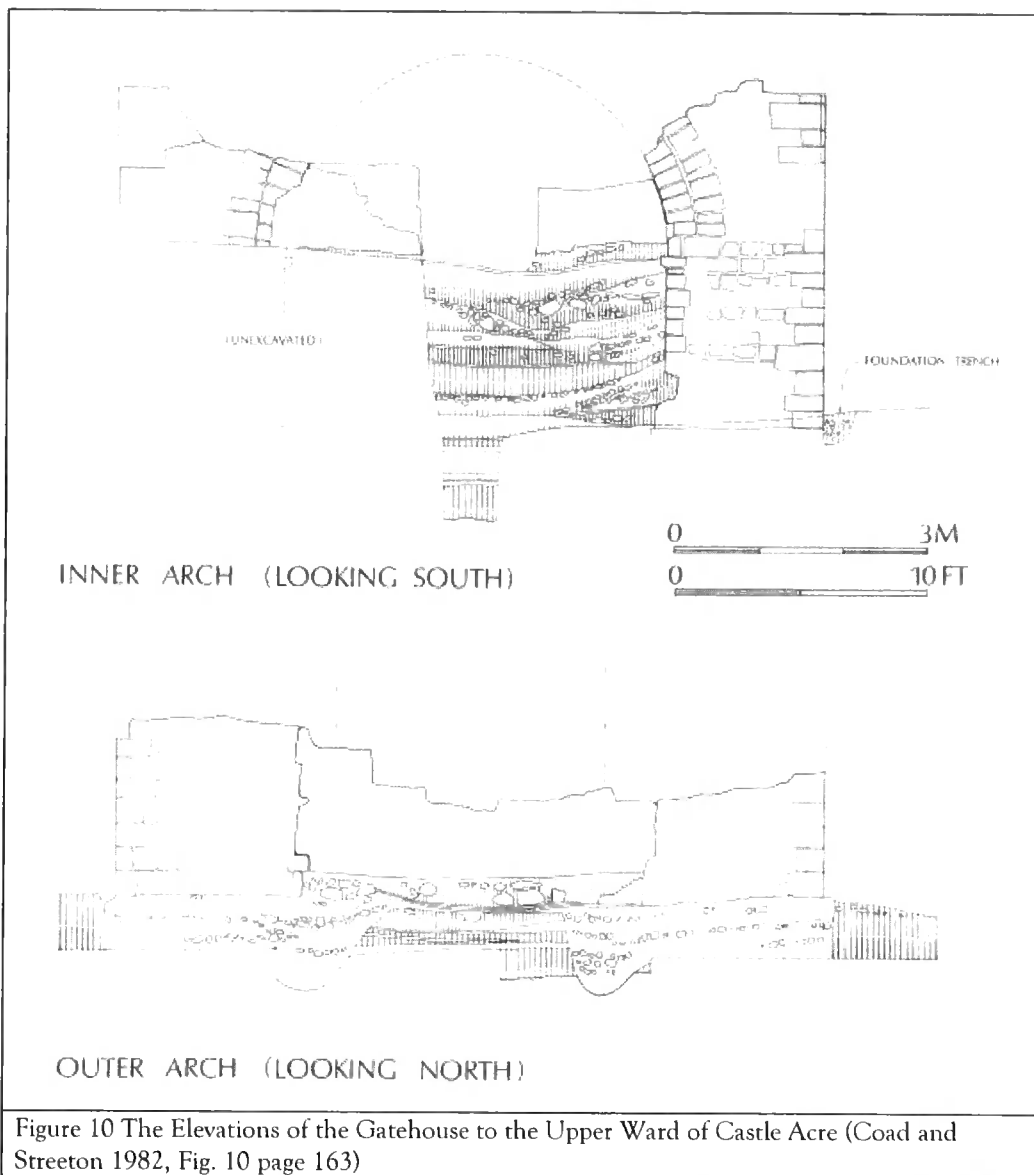 (UNEXCAVATED)
FOUNDATION TRENCH
INNER ARCH (LOOKING SOUTH)
0 3M
0 10 FT
OUTER ARCH (LOOKING NORTH)
Figure 10 The Elevations of the Gatehouse to the Upper Ward of Castle Acre (Coad and
Streeton 1982, Fig. 10 page 163)